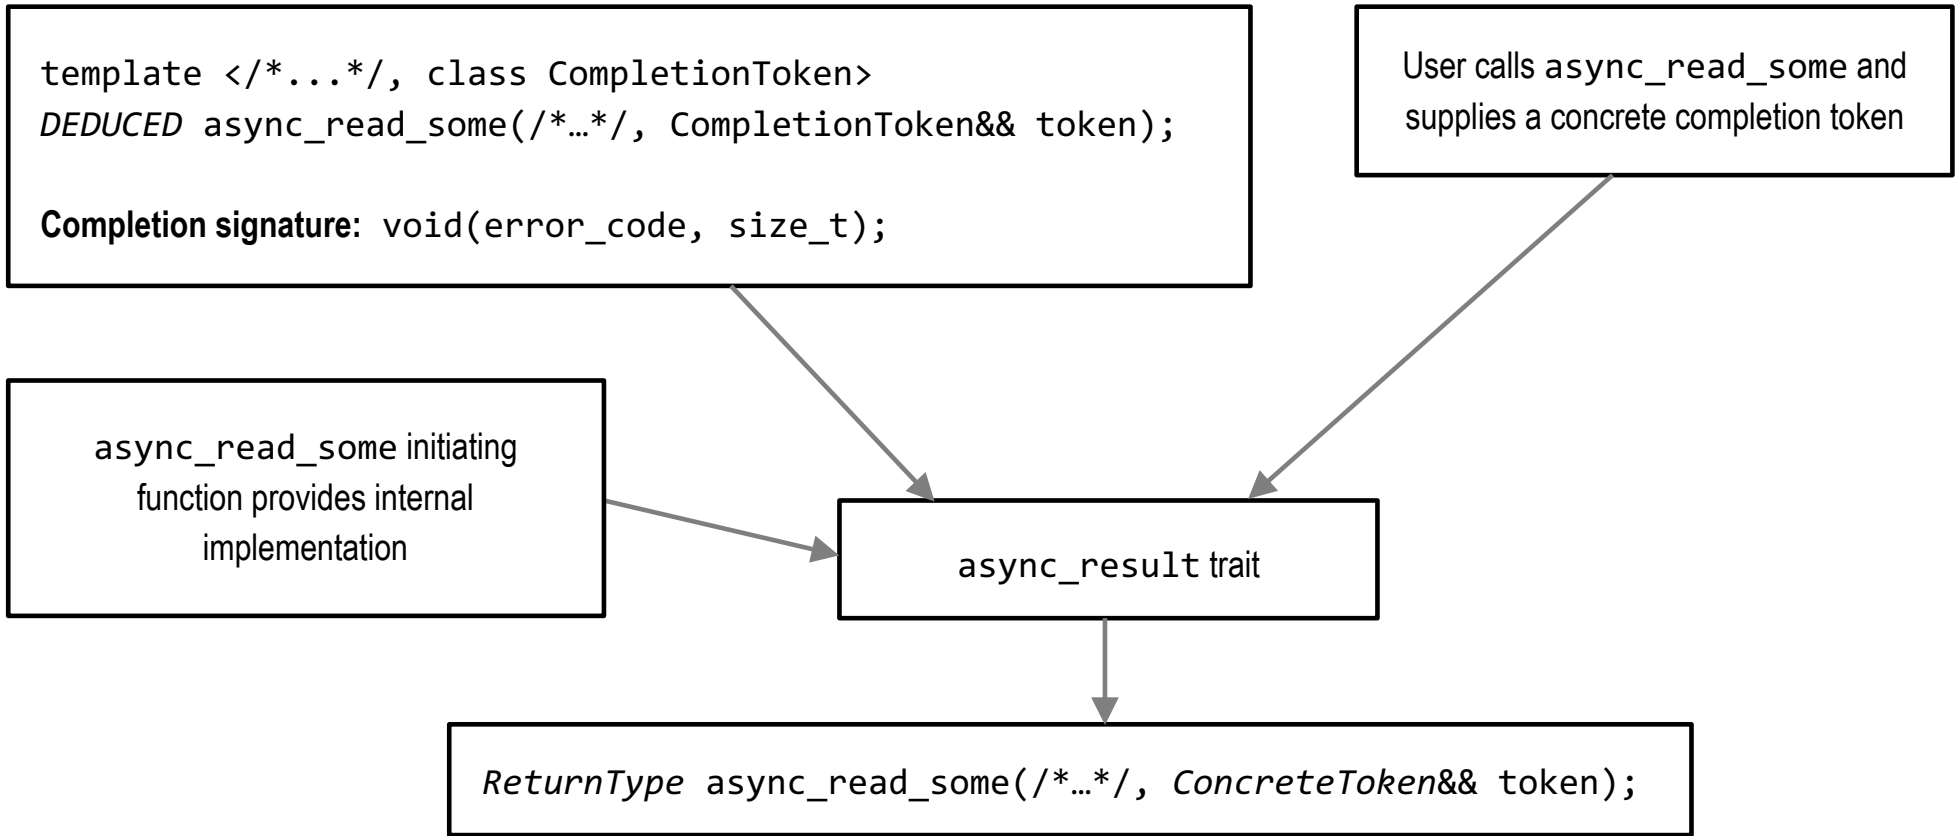 template </*...*/, class CompletionToken>
DEDUCED async_read_some(/*…*/, CompletionToken&& token);
Completion signature: void(error_code, size_t);
User calls async_read_some and
supplies a concrete completion token
async_read_some initiating
function provides internal
implementation
async_result trait
ReturnType async_read_some(/*…*/, ConcreteToken&& token);